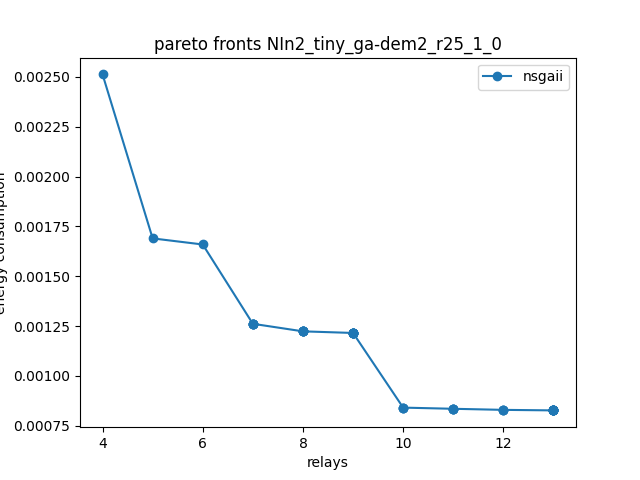 pareto fronts NIn2_tiny_ga-dem2_r25_1_0
nsgaii
0.00250
0.00225
0.00200
0.00175
0.00150
0.00125
0.00100
0.00075
energy consumption
4 6 8 10 12
relays